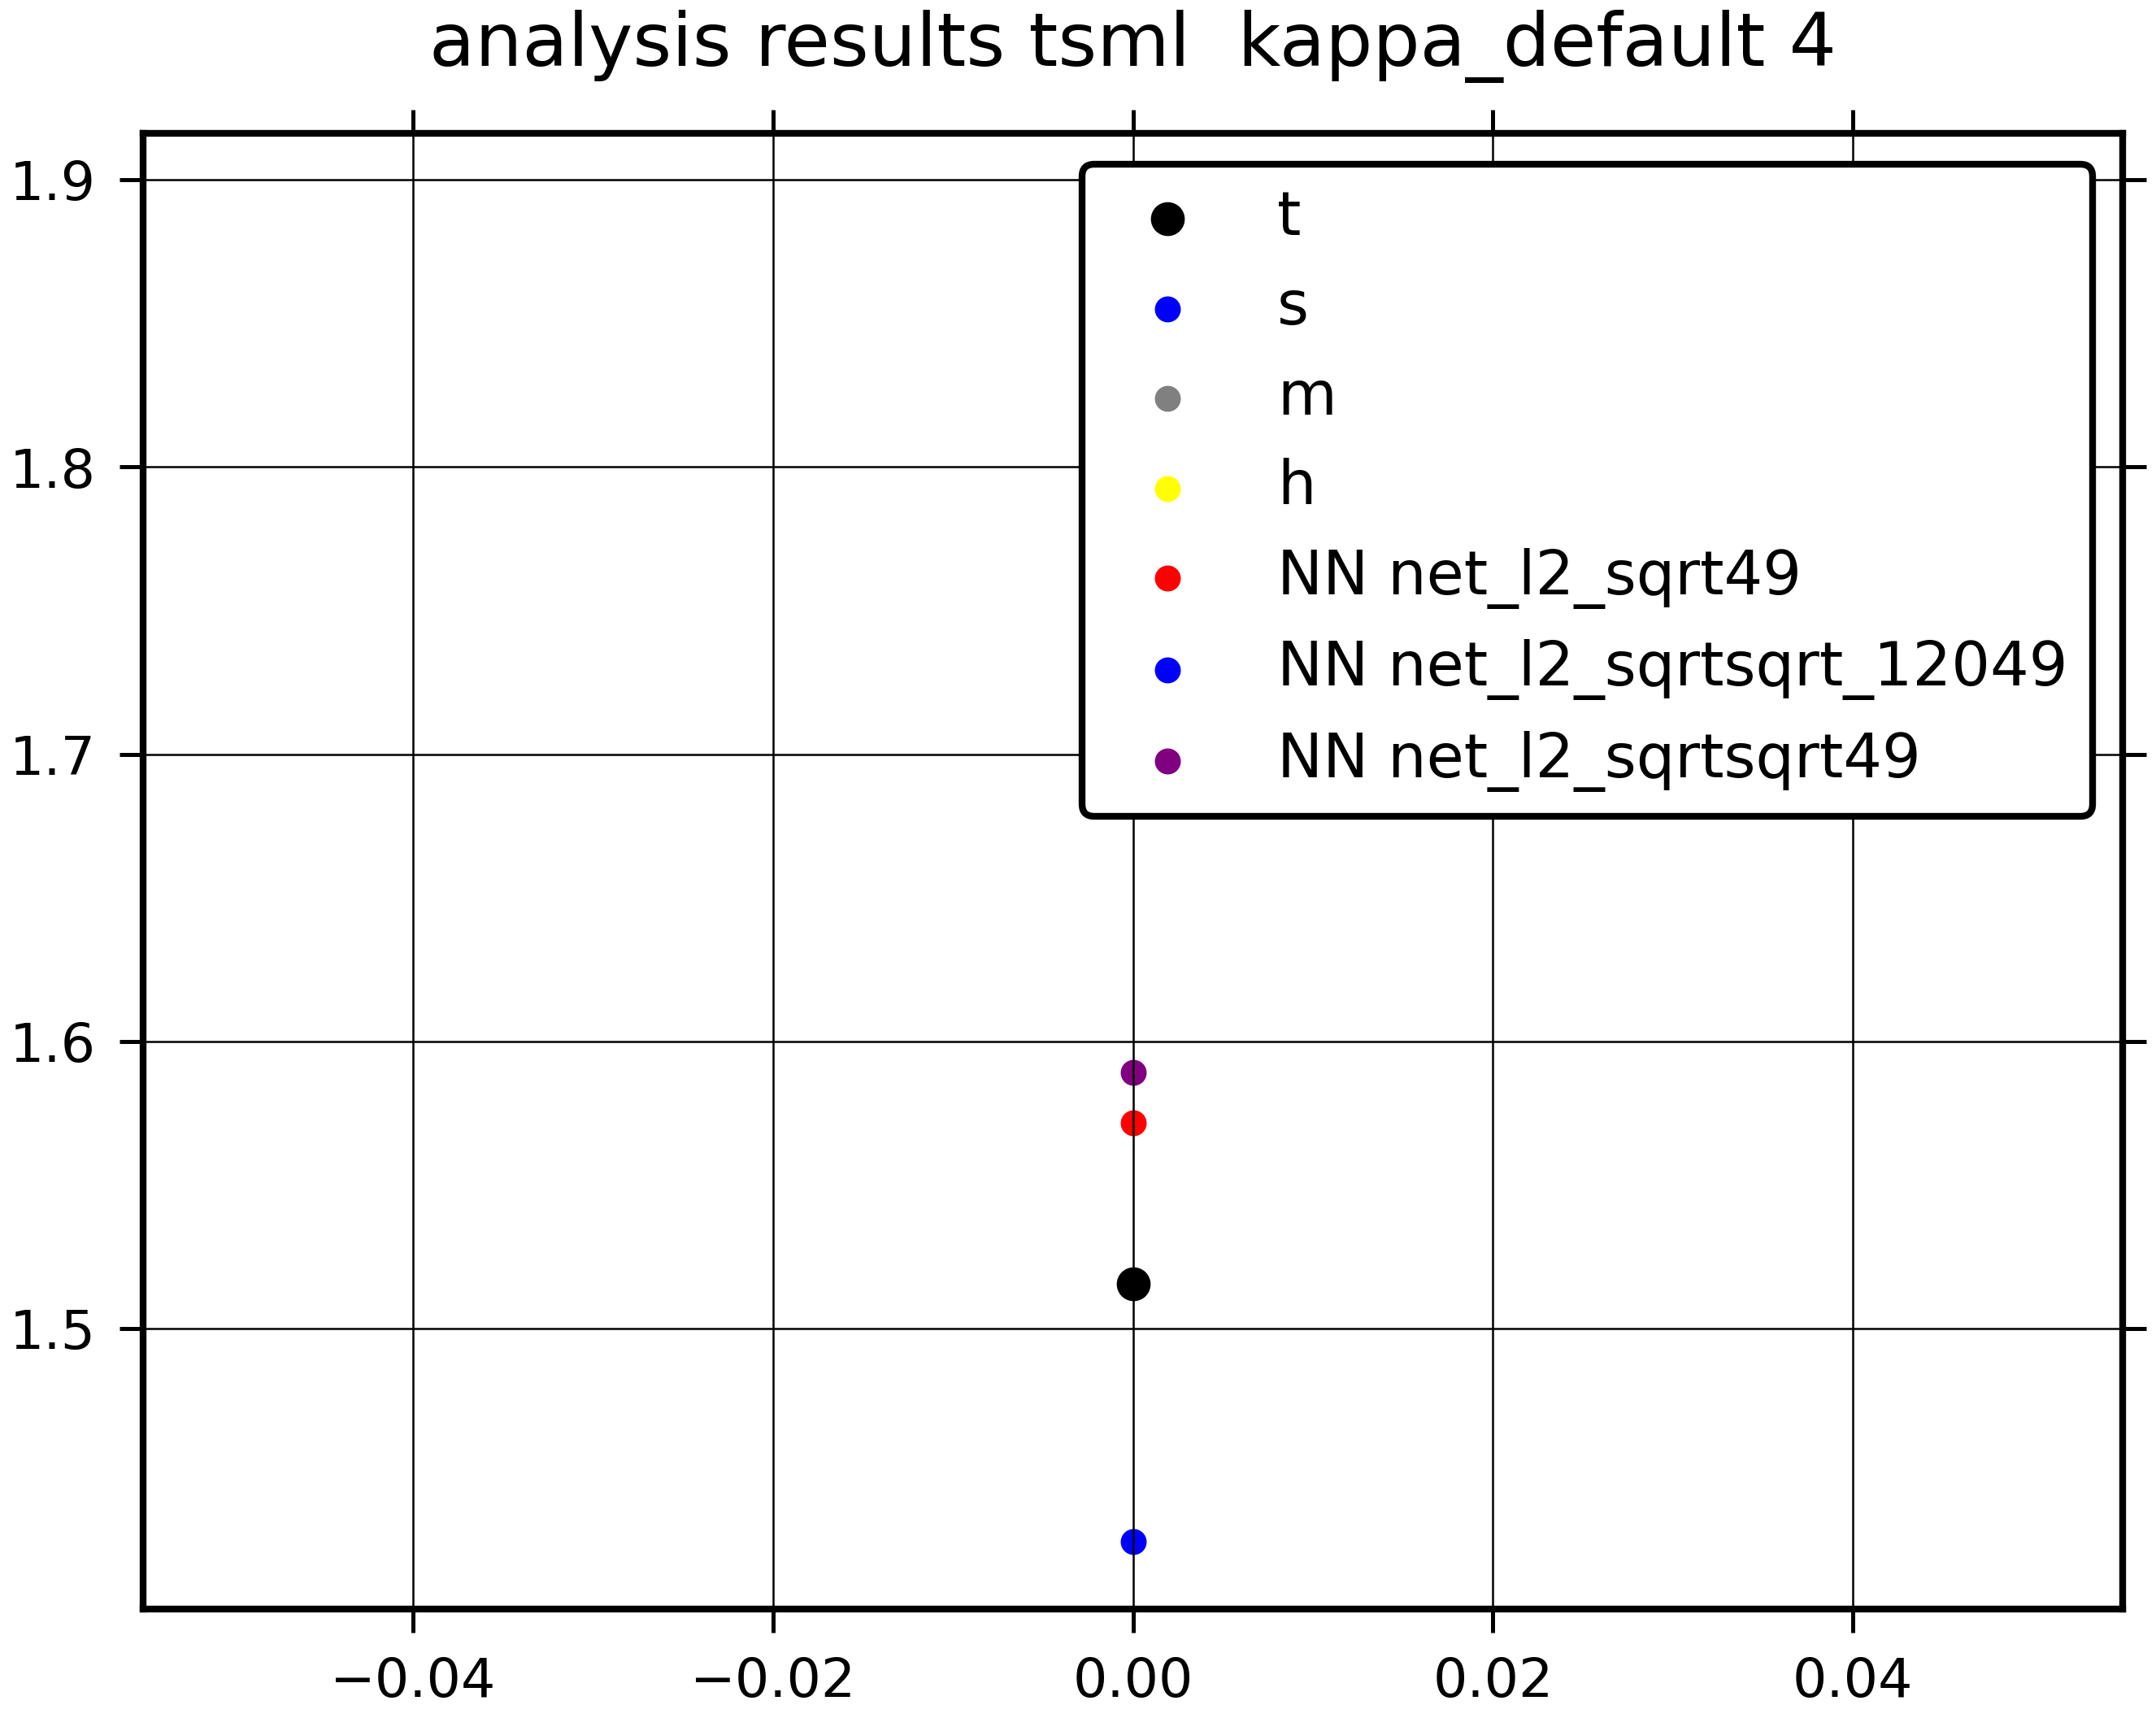 analysis results tsml  kappa_default 4
1.9
1.8
1.7
1.6
1.5
t
s
m
h
NN net_l2_sqrt49
NN net_l2_sqrtsqrt_12049
NN net_l2_sqrtsqrt49
−0.04 −0.02 0.00 0.02 0.04